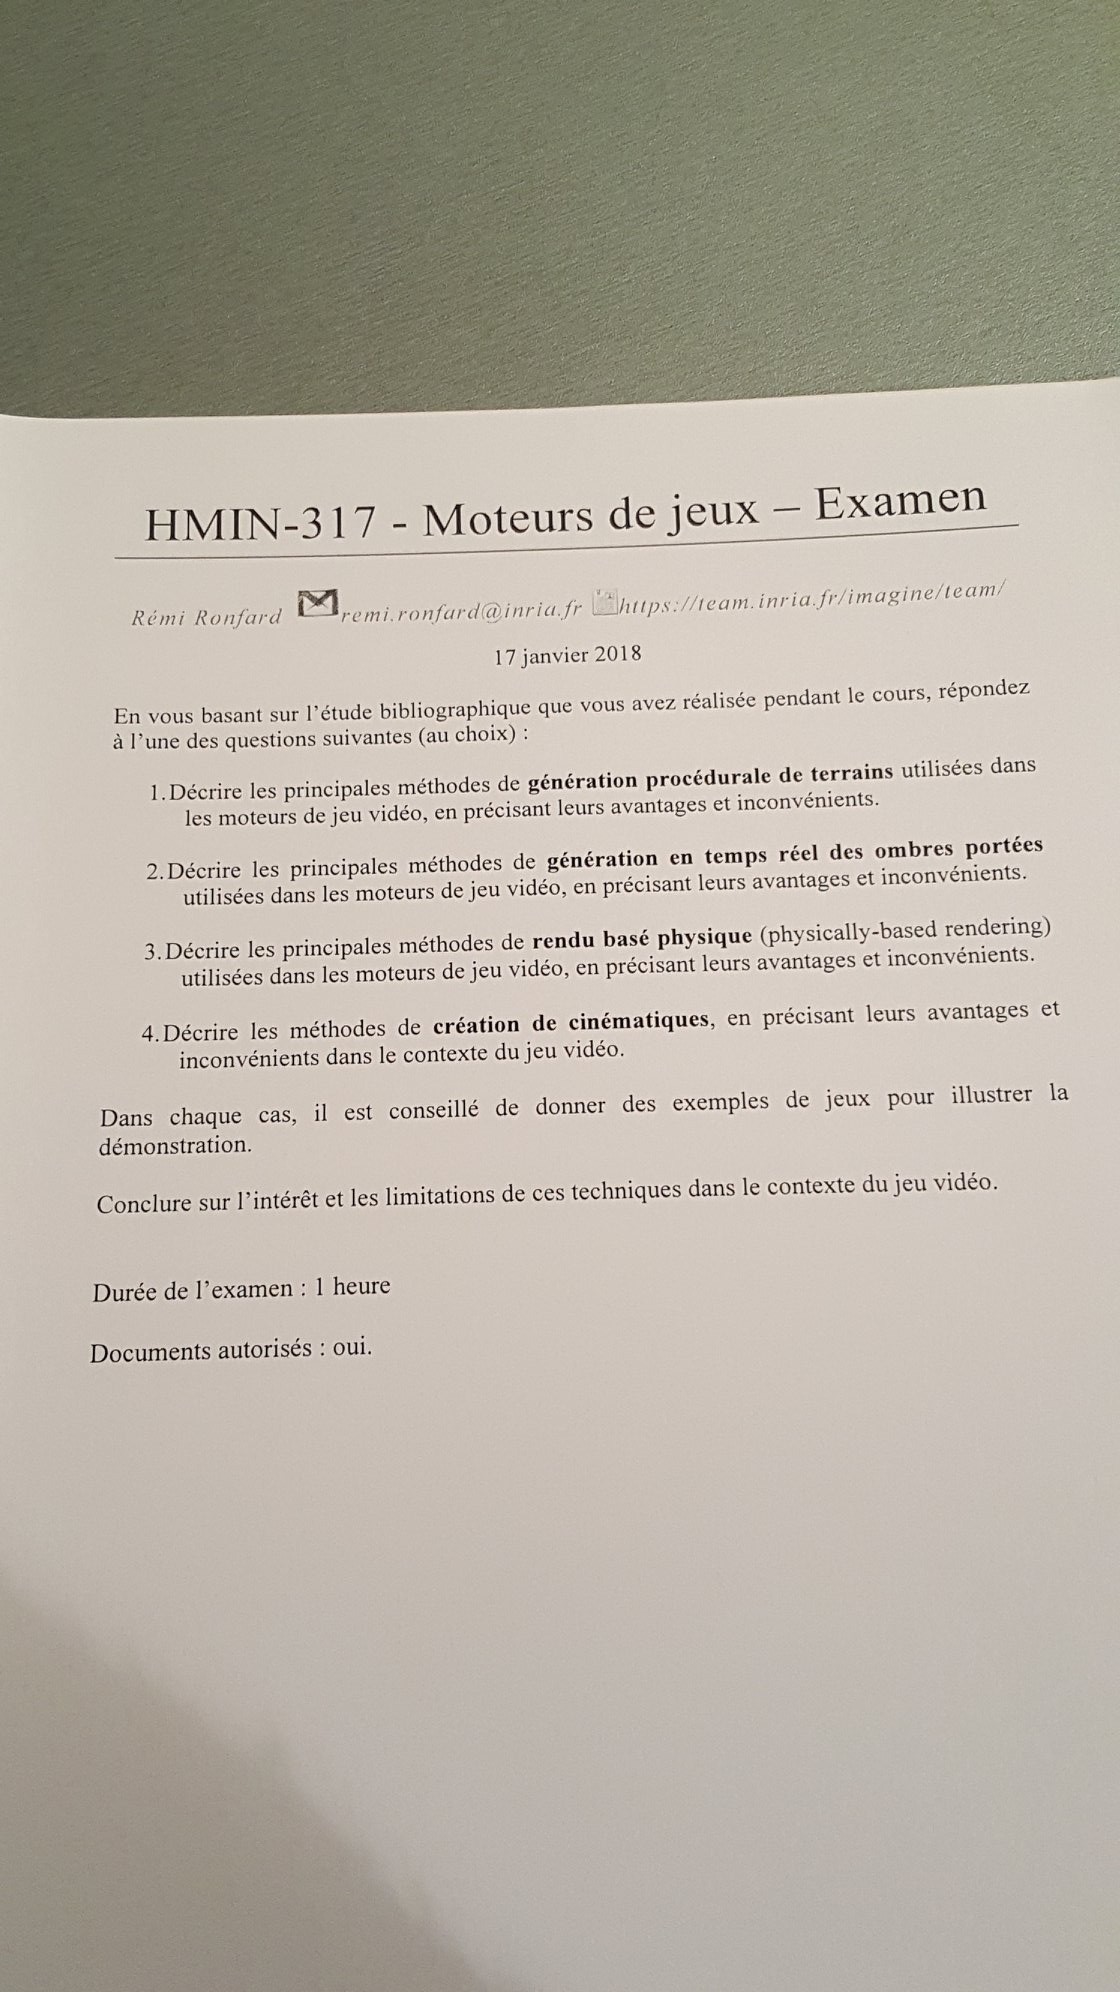 HMIN-317 - Moteurs de jeux – Examen
Rémi Ronfard remi.ronfard@inria.fr https://team.inria.fr/imagine/team/
17 janvier 2018
En vous basant sur l'étude bibliographique que vous avez réalisée pendant le cours, répondez
à l'une des questions suivantes (au choix) :
1. Décrire les principales méthodes de génération procédurale de terrains utilisées dans
les moteurs de jeu vidéo, en précisant leurs avantages et inconvénients.
2. Décrire les principales méthodes de génération en temps réel des ombres portées
utilisées dans les moteurs de jeu vidéo, en précisant leurs avantages et inconvénients.
3. Décrire les principales méthodes de rendu basé physique (physically-based rendering)
utilisées dans les moteurs de jeu vidéo, en précisant leurs avantages et inconvénients.
4. Décrire les méthodes de création de cinématiques, en précisant leurs avantages et
inconvénients dans le contexte du jeu vidéo.
Dans chaque cas, il est conseillé de donner des exemples de jeux pour illustrer la
démonstration.
Conclure sur l'intérêt et les limitations de ces techniques dans le contexte du jeu vidéo.
Durée de l'examen : 1 heure
Documents autorisés : oui.